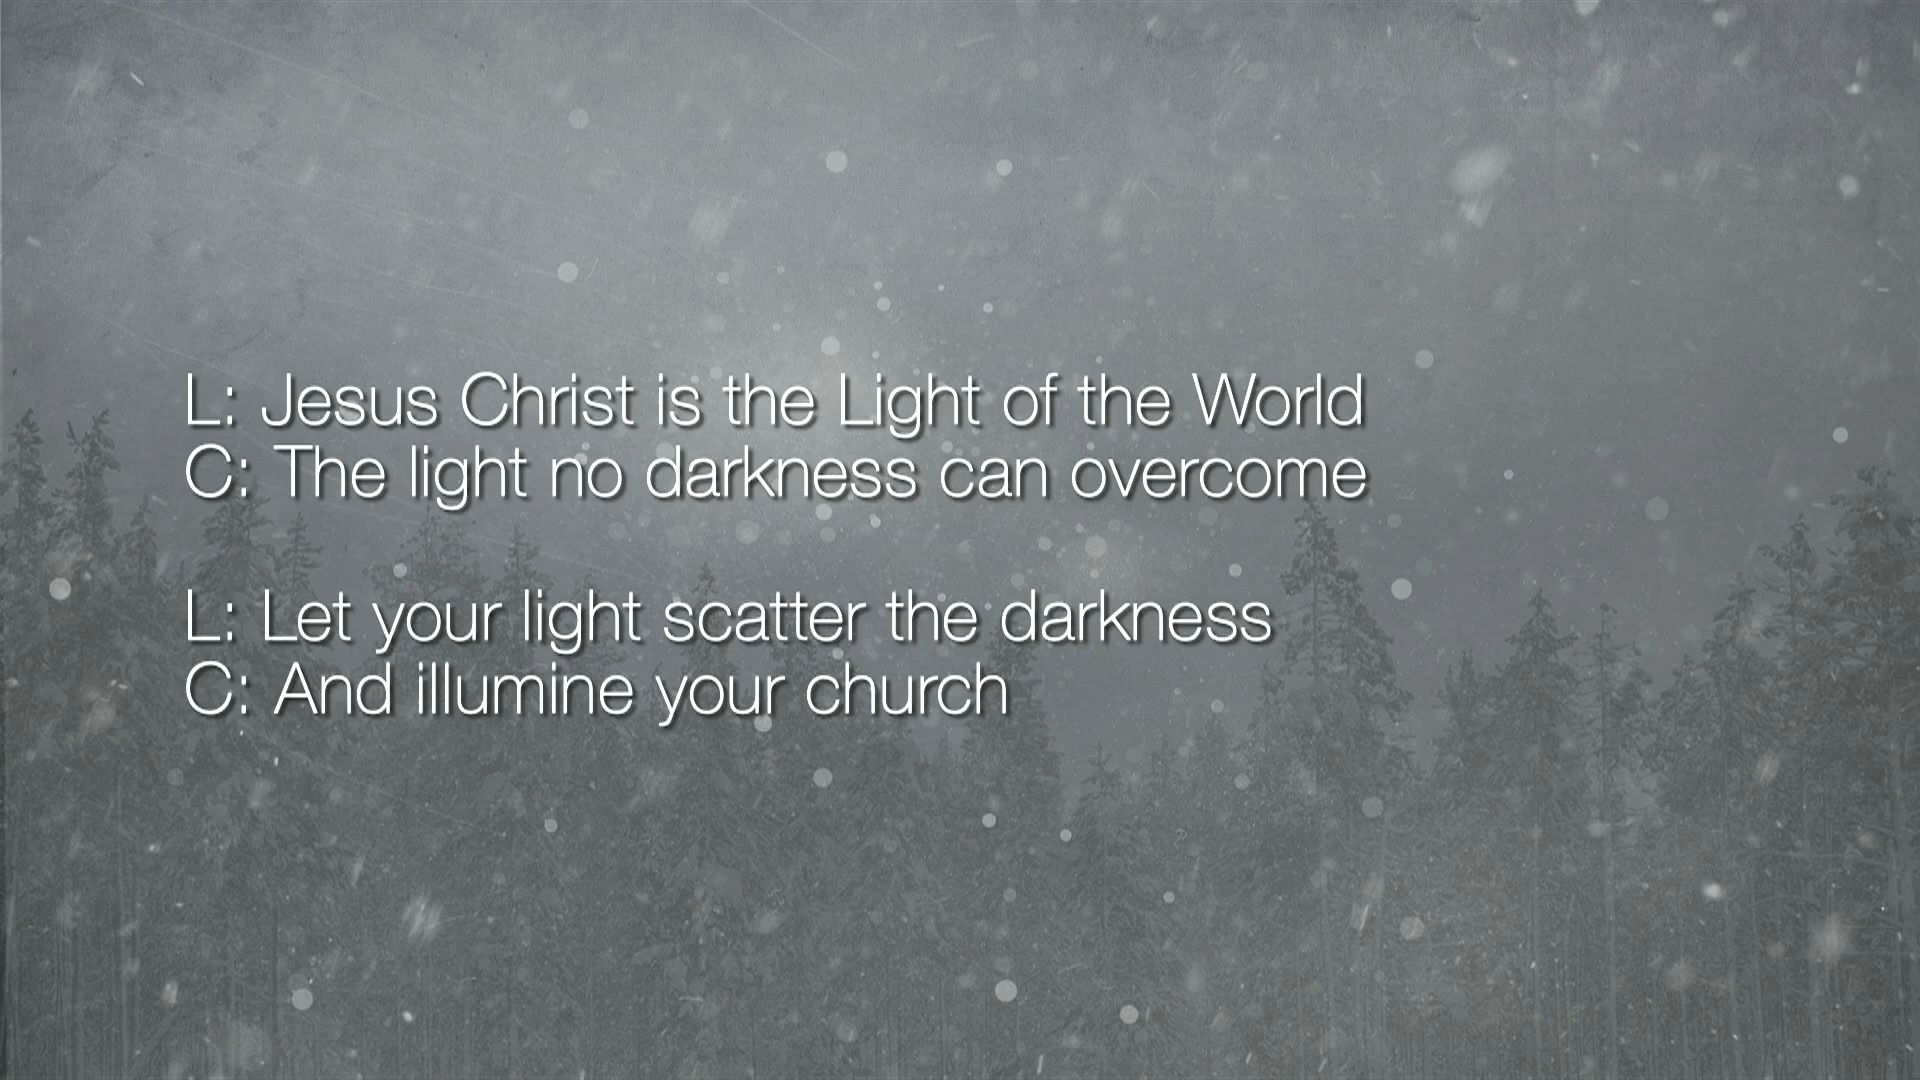 L: Jesus Christ is the Light of the World
C: The light no darkness can overcome
L: Let your light scatter the darkness
C: And illumine your church